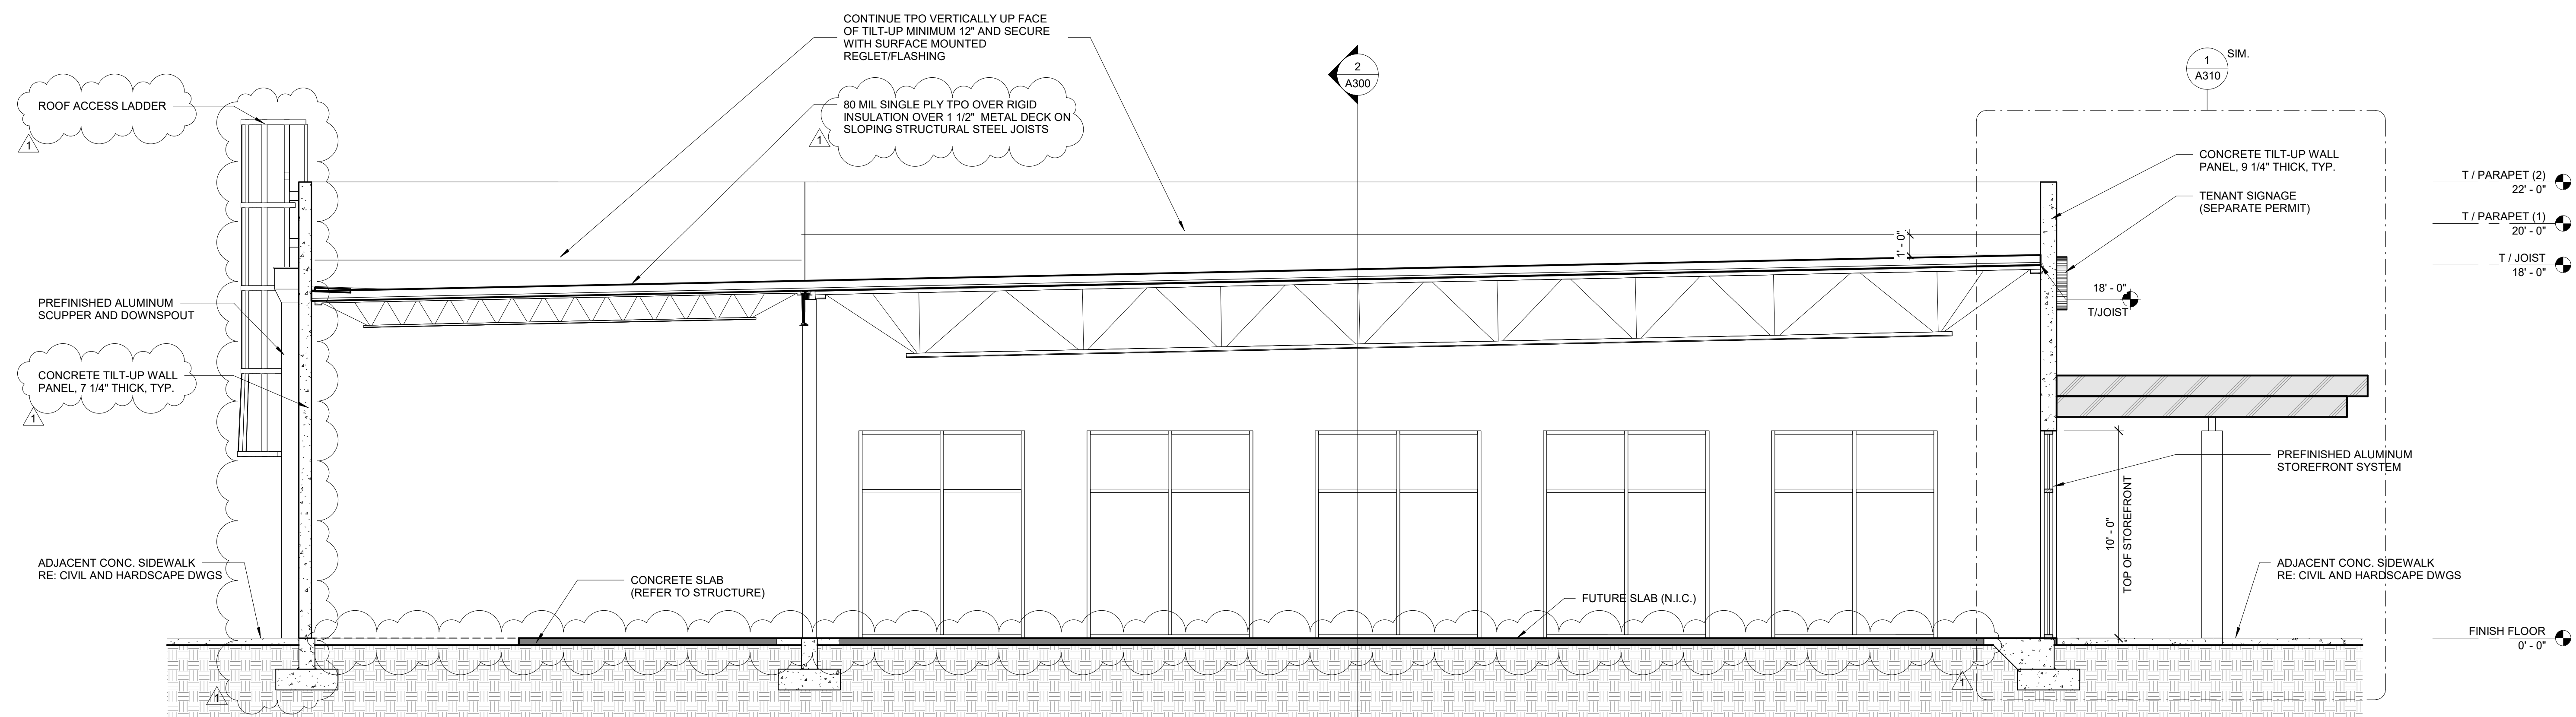 CONTINUE TPO VERTICALLY UP FACE
OF TILT-UP MINIMUM 12" AND SECURE
WITH SURFACE MOUNTED
REGLET/FLASHING
2
A300
1
A310
SIM.
ROOF ACCESS LADDER
1
80 MIL SINGLE PLY TPO OVER RIGID
INSULATION OVER 1 1/2" METAL DECK ON
SLOPING STRUCTURAL STEEL JOISTS
1
CONCRETE TILT-UP WALL
PANEL, 9 1/4" THICK, TYP.
TENANT SIGNAGE
(SEPARATE PERMIT)
T / PARAPET (2)
22' - 0"
T / PARAPET (1)
20' - 0"
T / JOIST
18' - 0"
1' - 0"
18' - 0"
T/JOIST
PREFINISHED ALUMINUM
SCUPPER AND DOWNSPOUT
CONCRETE TILT-UP WALL
PANEL, 7 1/4" THICK, TYP.
1
PREFINISHED ALUMINUM
STOREFRONT SYSTEM
10' - 0"
TOP OF STOREFRONT
ADJACENT CONC. SIDEWALK
RE: CIVIL AND HARDSCAPE DWGS
CONCRETE SLAB
(REFER TO STRUCTURE)
FUTURE SLAB (N.I.C.)
ADJACENT CONC. SIDEWALK
RE: CIVIL AND HARDSCAPE DWGS
FINISH FLOOR
0' - 0"
1
1